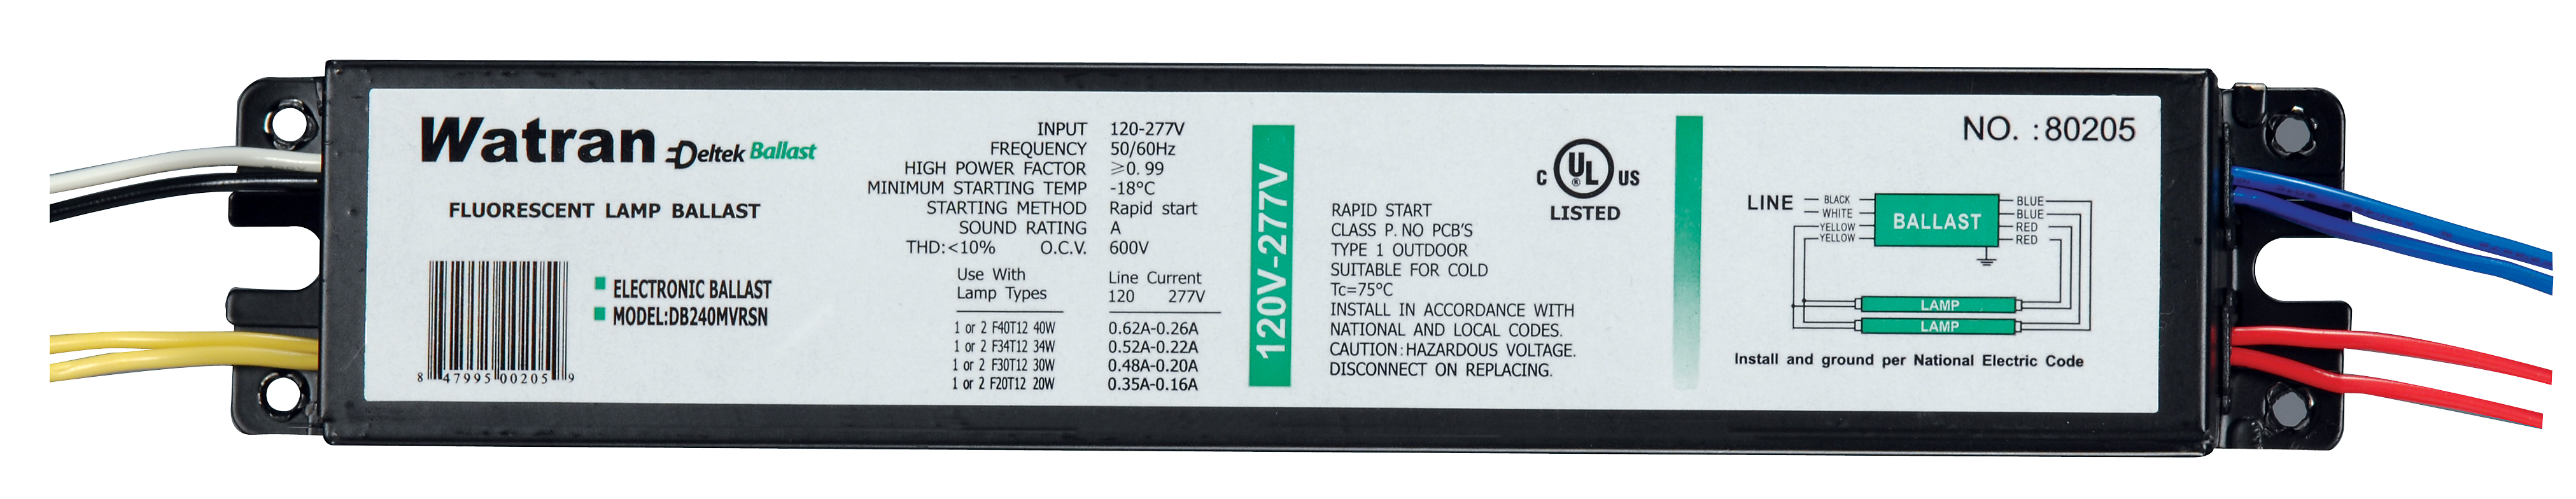 Watran Deltek Ballast
FLUORESCENT LAMP BALLAST
ELECTRONIC BALLAST
MODEL:DB240MVRSN
8 47995 00205 9
INPUT 120-277V
FREQUENCY 50/60Hz
HIGH POWER FACTOR ≥0.99
MINIMUM STARTING TEMP -18°C
STARTING METHOD Rapid start
SOUND RATING A
THD:<10% O.C.V. 600V
Use With Line Current
Lamp Types 120 277V
1 or 2 F40T12 40W 0.62A-0.26A
1 or 2 F34T12 34W 0.52A-0.22A
1 or 2 F30T12 30W 0.48A-0.20A
1 or 2 F20T12 20W 0.35A-0.16A
120V-277V
C UL ® US
LISTED
RAPID START
CLASS P. NO PCB'S
TYPE 1 OUTDOOR
SUITABLE FOR COLD
Tc=75°C
INSTALL IN ACCORDANCE WITH
NATIONAL AND LOCAL CODES.
CAUTION:HAZARDOUS VOLTAGE.
DISCONNECT ON REPLACING.
NO. :80205
LINE
BLACK
WHITE
YELLOW
YELLOW
BALLAST
BLUE
BLUE
RED
RED
LAMP
LAMP
Install and ground per National Electric Code